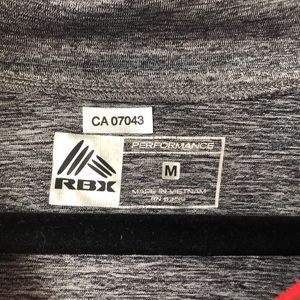 CA 07043
PERFORMANCE
M
RBX
MADE IN VIETNAM